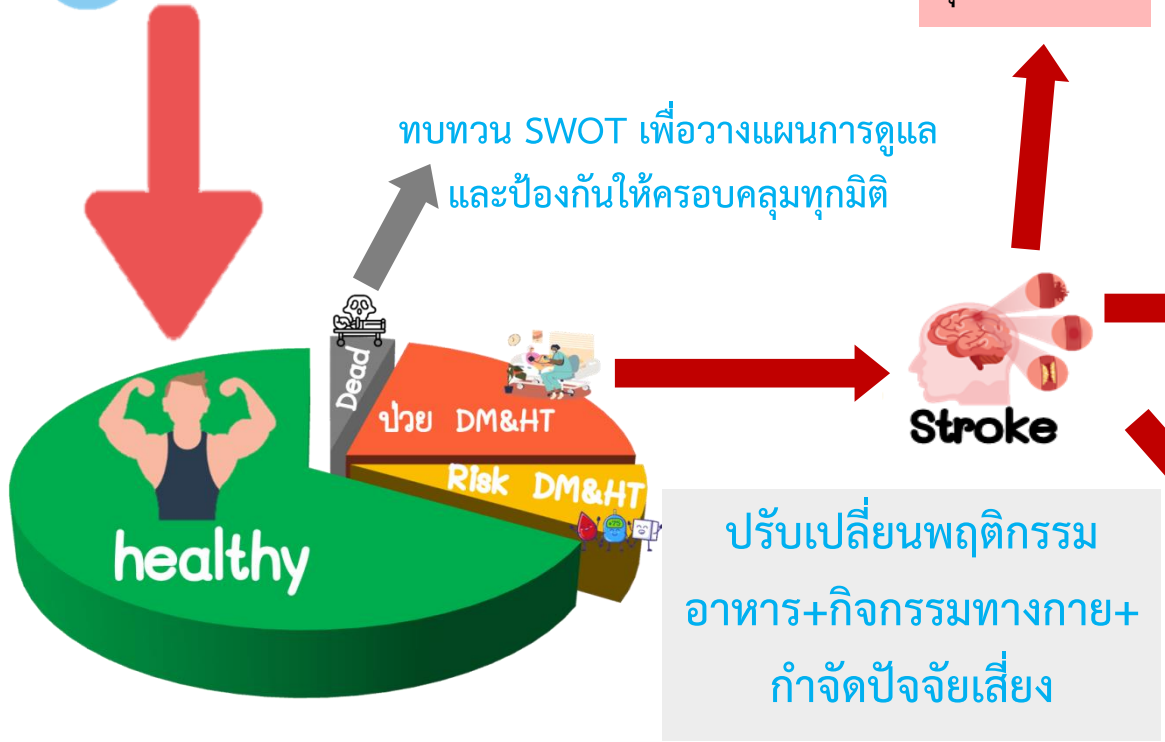 ทบทวน SWOT เพื่อวางแผนการดูแล
และป้องกันให้ครอบคลุมทุกมิติ
Dead
ป่วย DM&HT
Risk DM&HT
healthy
Stroke
ปรับเปลี่ยนพฤติกรรม
อาหาร+กิจกรรมทางกาย+
กำจัดปัจจัยเสี่ยง